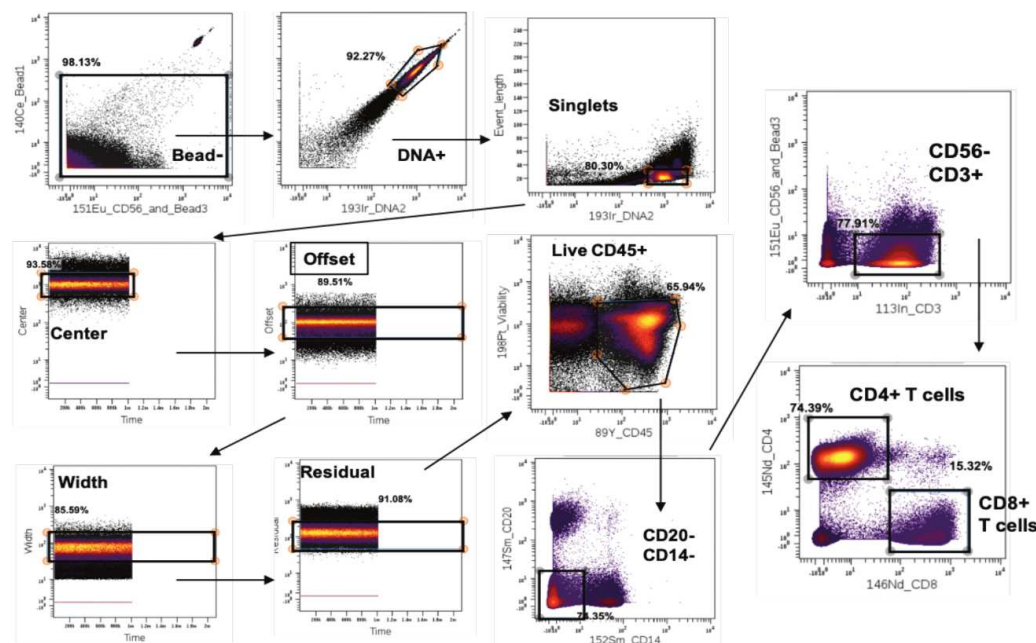 98.13%
140Ce_Bead1
Bead-
151Eu_CD56_and_Bead3
92.27%
DNA+
193Ir_DNA2
Event_length
Singlets
80.30%
193Ir_DNA2
93.58%
Center
Center
Time
Offset
89.51%
Offset
Time
Live CD45+
65.94%
198Pt_Viability
89Y_CD45
Width
85.59%
Width
Time
Residual
91.08%
Residual
Time
147Sm_CD20
CD20-
CD14-
152Sm_CD14
151Eu_CD56_and_Bead3
CD56-
CD3+
77.91%
113In_CD3
CD4+ T cells
74.39%
145Nd_CD4
15.32%
CD8+
T cells
146Nd_CD8